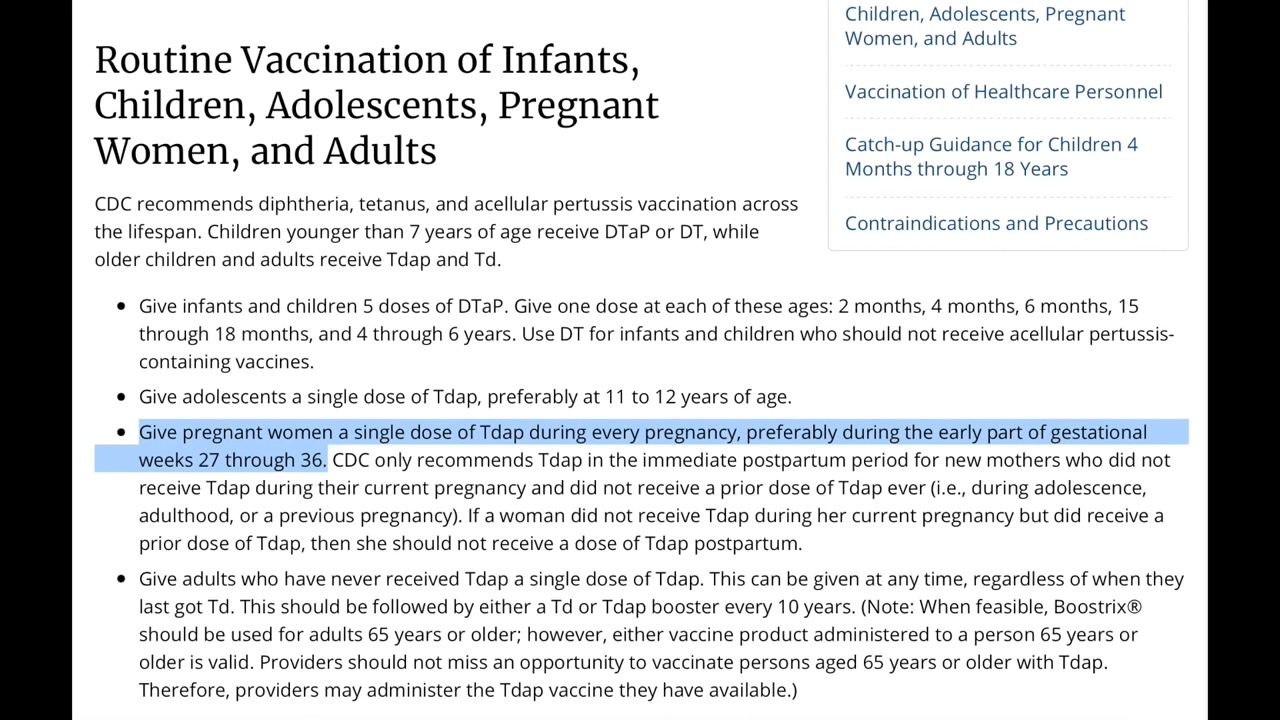 Routine Vaccination of Infants,
Children, Adolescents, Pregnant
Women, and Adults
CDC recommends diphtheria, tetanus, and acellular pertussis vaccination across
the lifespan. Children younger than 7 years of age receive DTaP or DT, while
older children and adults receive Tdap and Td.
Children, Adolescents, Pregnant
Women, and Adults
Vaccination of Healthcare Personnel
Catch-up Guidance for Children 4
Months through 18 Years
Contraindications and Precautions
• Give infants and children 5 doses of DTaP. Give one dose at each of these ages: 2 months, 4 months, 6 months, 15
through 18 months, and 4 through 6 years. Use DT for infants and children who should not receive acellular pertussis-
containing vaccines.
• Give adolescents a single dose of Tdap, preferably at 11 to 12 years of age.
• Give pregnant women a single dose of Tdap during every pregnancy, preferably during the early part of gestational
weeks 27 through 36. CDC only recommends Tdap in the immediate postpartum period for new mothers who did not
receive Tdap during their current pregnancy and did not receive a prior dose of Tdap ever (i.e., during adolescence,
adulthood, or a previous pregnancy). If a woman did not receive Tdap during her current pregnancy but did receive a
prior dose of Tdap, then she should not receive a dose of Tdap postpartum.
• Give adults who have never received Tdap a single dose of Tdap. This can be given at any time, regardless of when they
last got Td. This should be followed by either a Td or Tdap booster every 10 years. (Note: When feasible, Boostrix®
should be used for adults 65 years or older; however, either vaccine product administered to a person 65 years or
older is valid. Providers should not miss an opportunity to vaccinate persons aged 65 years or older with Tdap.
Therefore, providers may administer the Tdap vaccine they have available.)